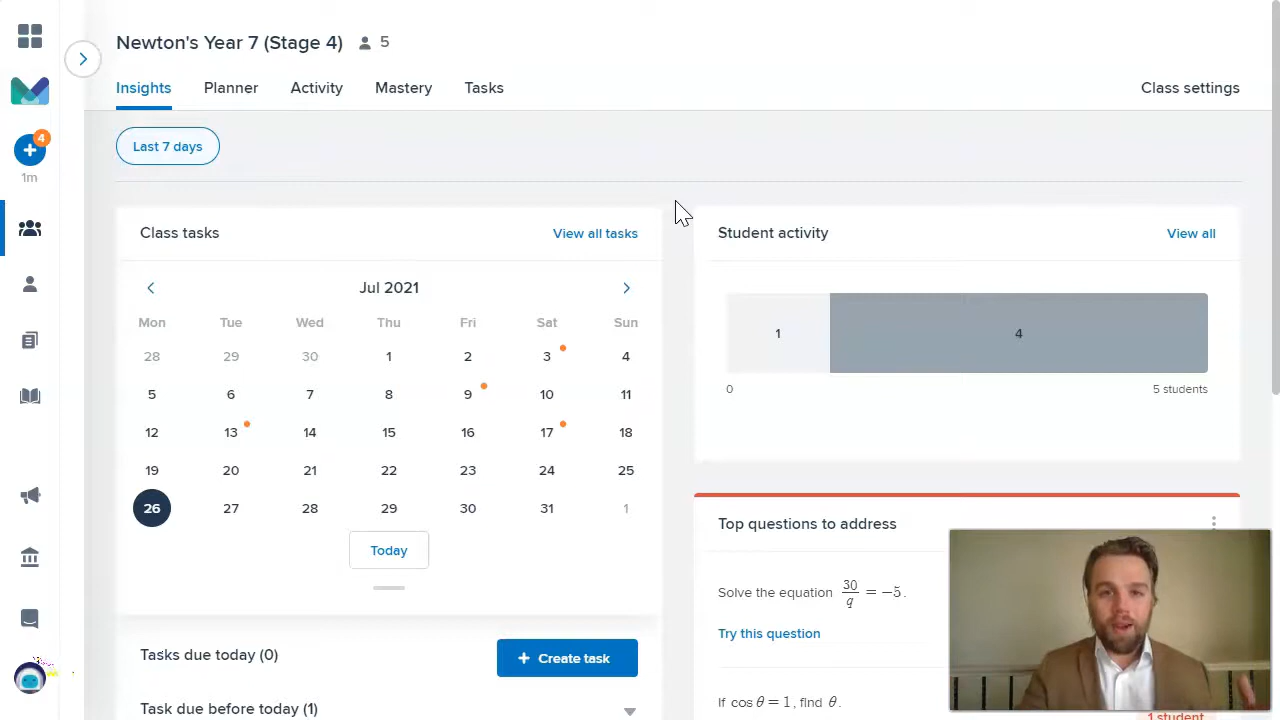 Newton's Year 7 (Stage 4) 5
Insights Planner Activity Mastery Tasks Class settings
4
1m
Last 7 days
Class tasks View all tasks
Jul 2021
Mon Tue Wed Thu Fri Sat Sun
28 29 30 1 2 3 4
5 6 7 8 9 10 11
12 13 14 15 16 17 18
19 20 21 22 23 24 25
26 27 28 29 30 31 1
Today
Tasks due today (0) + Create task
Task due before today (1)
Student activity View all
1 4
0 5 students
Top questions to address
Solve the equation 30/q = −5.
Try this question
If cos θ = 1, find θ.
1 student